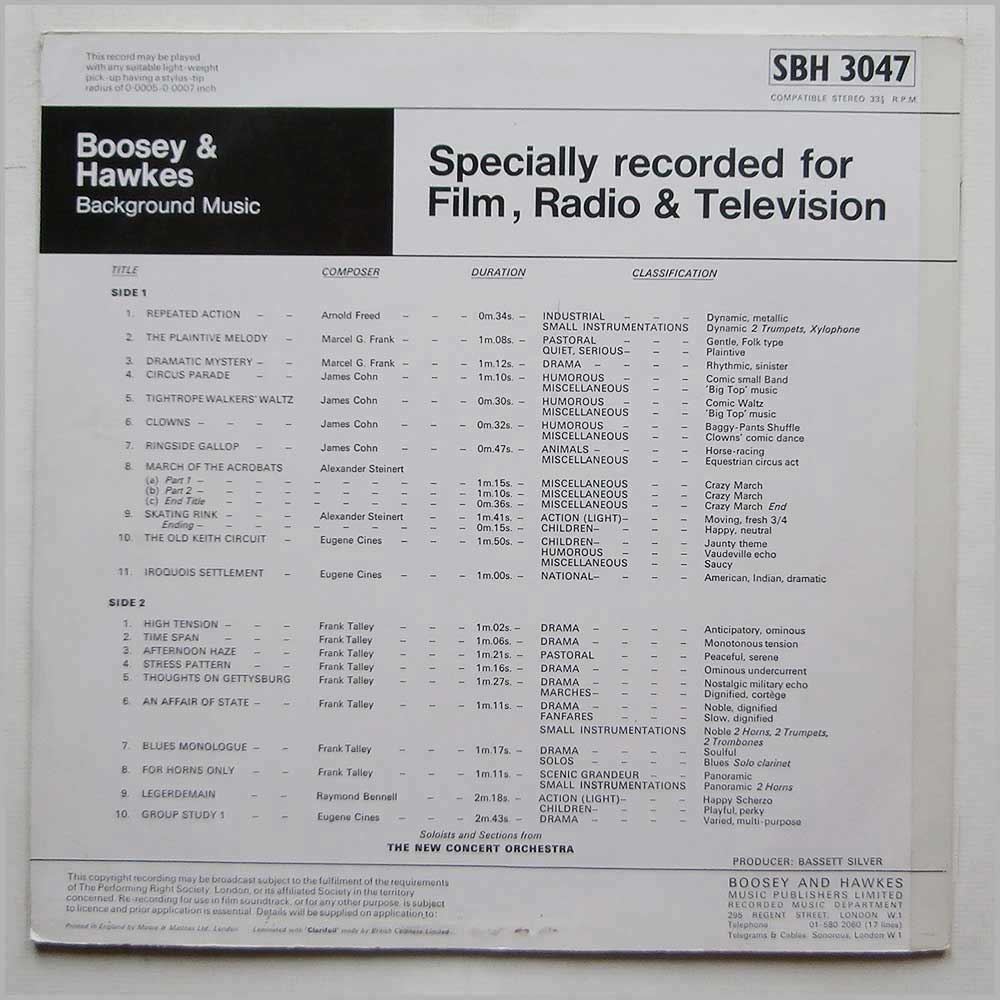 This record may be played
with any suitable light-weight
pick-up having a stylus-tip
radius of 0·0005-0·0007 inch
SBH 3047
COMPATIBLE STEREO 33⅓ R.P.M.
Boosey &
Hawkes
Background Music
Specially recorded for
Film, Radio & Television
TITLE COMPOSER DURATION CLASSIFICATION
SIDE 1
1. REPEATED ACTION – – Arnold Freed – – – 0m.34s. – INDUSTRIAL – – – Dynamic, metallic
SMALL INSTRUMENTATIONS Dynamic 2 Trumpets, Xylophone
2. THE PLAINTIVE MELODY – Marcel G. Frank – – – 1m.08s. – PASTORAL – – – Gentle, Folk type
QUIET, SERIOUS– – – Plaintive
3. DRAMATIC MYSTERY – – Marcel G. Frank – – – 1m.12s. – DRAMA – – – – Rhythmic, sinister
4. CIRCUS PARADE – – James Cohn – – – 1m.10s. – HUMOROUS – – – Comic small Band
MISCELLANEOUS – – 'Big Top' music
5. TIGHTROPE WALKERS' WALTZ James Cohn – – – 0m.30s. – HUMOROUS – – – Comic Waltz
MISCELLANEOUS – – 'Big Top' music
6. CLOWNS – – – – James Cohn – – – 0m.32s. – HUMOROUS – – – Baggy-Pants Shuffle
MISCELLANEOUS – – Clowns' comic dance
7. RINGSIDE GALLOP – James Cohn – – – 0m.47s. – ANIMALS – – – – Horse-racing
MISCELLANEOUS – – Equestrian circus act
8. MARCH OF THE ACROBATS Alexander Steinert
(a) Part 1 – – – – – – – – – 1m.15s. – MISCELLANEOUS – – Crazy March
(b) Part 2 – – – – – – – – – 1m.10s. – MISCELLANEOUS – – Crazy March
(c) End Title – – – – – – – – 0m.36s. – MISCELLANEOUS – – Crazy March End
9. SKATING RINK – – – Alexander Steinert – – 1m.41s. – ACTION (LIGHT)– – – Moving, fresh 3/4
Ending – – – – – – – – – 0m.15s. – CHILDREN– – – – Happy, neutral
10. THE OLD KEITH CIRCUIT – Eugene Cines – – – 1m.50s. – CHILDREN– – – – Jaunty theme
HUMOROUS – – – Vaudeville echo
MISCELLANEOUS – – Saucy
11. IROQUOIS SETTLEMENT – Eugene Cines – – – 1m.00s. – NATIONAL– – – – American, Indian, dramatic
SIDE 2
1. HIGH TENSION – – – Frank Talley – – – 1m.02s. – DRAMA – – – – Anticipatory, ominous
2. TIME SPAN – – – Frank Talley – – – 1m.06s. – DRAMA – – – – Monotonous tension
3. AFTERNOON HAZE – – Frank Talley – – – 1m.21s. – PASTORAL – – – – Peaceful, serene
4. STRESS PATTERN – – Frank Talley – – – 1m.16s. – DRAMA – – – – Ominous undercurrent
5. THOUGHTS ON GETTYSBURG Frank Talley – – – 1m.27s. – DRAMA – – – – Nostalgic military echo
MARCHES– – – – Dignified, cortège
6. AN AFFAIR OF STATE – – Frank Talley – – – 1m.11s. – DRAMA – – – – Noble, dignified
FANFARES – – – – Slow, dignified
SMALL INSTRUMENTATIONS Noble 2 Horns, 2 Trumpets,
2 Trombones
7. BLUES MONOLOGUE – – Frank Talley – – – 1m.17s. – DRAMA – – – – Soulful
SOLOS – – – – Blues Solo clarinet
8. FOR HORNS ONLY – – Frank Talley – – – 1m.11s. – SCENIC GRANDEUR – – Panoramic
SMALL INSTRUMENTATIONS Panoramic 2 Horns
9. LEGERDEMAIN – – Raymond Bennell – – 2m.18s. – ACTION (LIGHT)– – – Happy Scherzo
CHILDREN– – – – Playful, perky
10. GROUP STUDY 1 – – Eugene Cines – – – 2m.43s. – DRAMA – – – – Varied, multi-purpose
Soloists and Sections from
THE NEW CONCERT ORCHESTRA
PRODUCER: BASSETT SILVER
This copyright recording may be broadcast subject to the fulfilment of the requirements
of The Performing Right Society, London, or its affiliated Society in the territory
concerned. Re-recording for use in film soundtrack, or for any other purpose, is subject
to licence and prior application is essential. Details will be supplied on application to:
Printed in England by Mowe & Matthes Ltd., London Laminated with 'Clarifoil' made by British Celanese Limited
BOOSEY AND HAWKES
MUSIC PUBLISHERS LIMITED
RECORDED MUSIC DEPARTMENT
295 REGENT STREET, LONDON W.1
Telephone 01-580 2060 (17 lines)
Telegrams & Cables: Sonorous, London W1